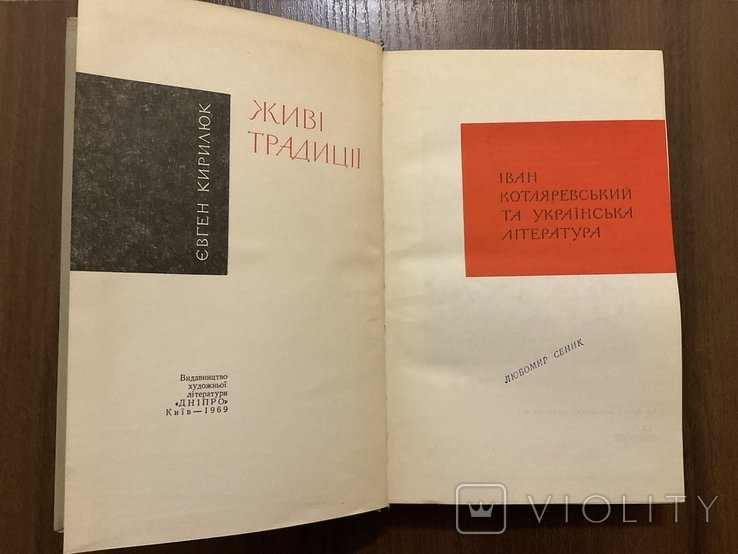 ЄВГЕН КИРИЛЮК
ЖИВІ
ТРАДИЦІЇ
Видавництво
художньої
літератури
«ДНІПРО»
Київ—1969
ІВАН
КОТЛЯРЕВСЬКИЙ
ТА УКРАЇНСЬКА
ЛІТЕРАТУРА
ЛЮБОМИР СЕНИК
VIOLITY